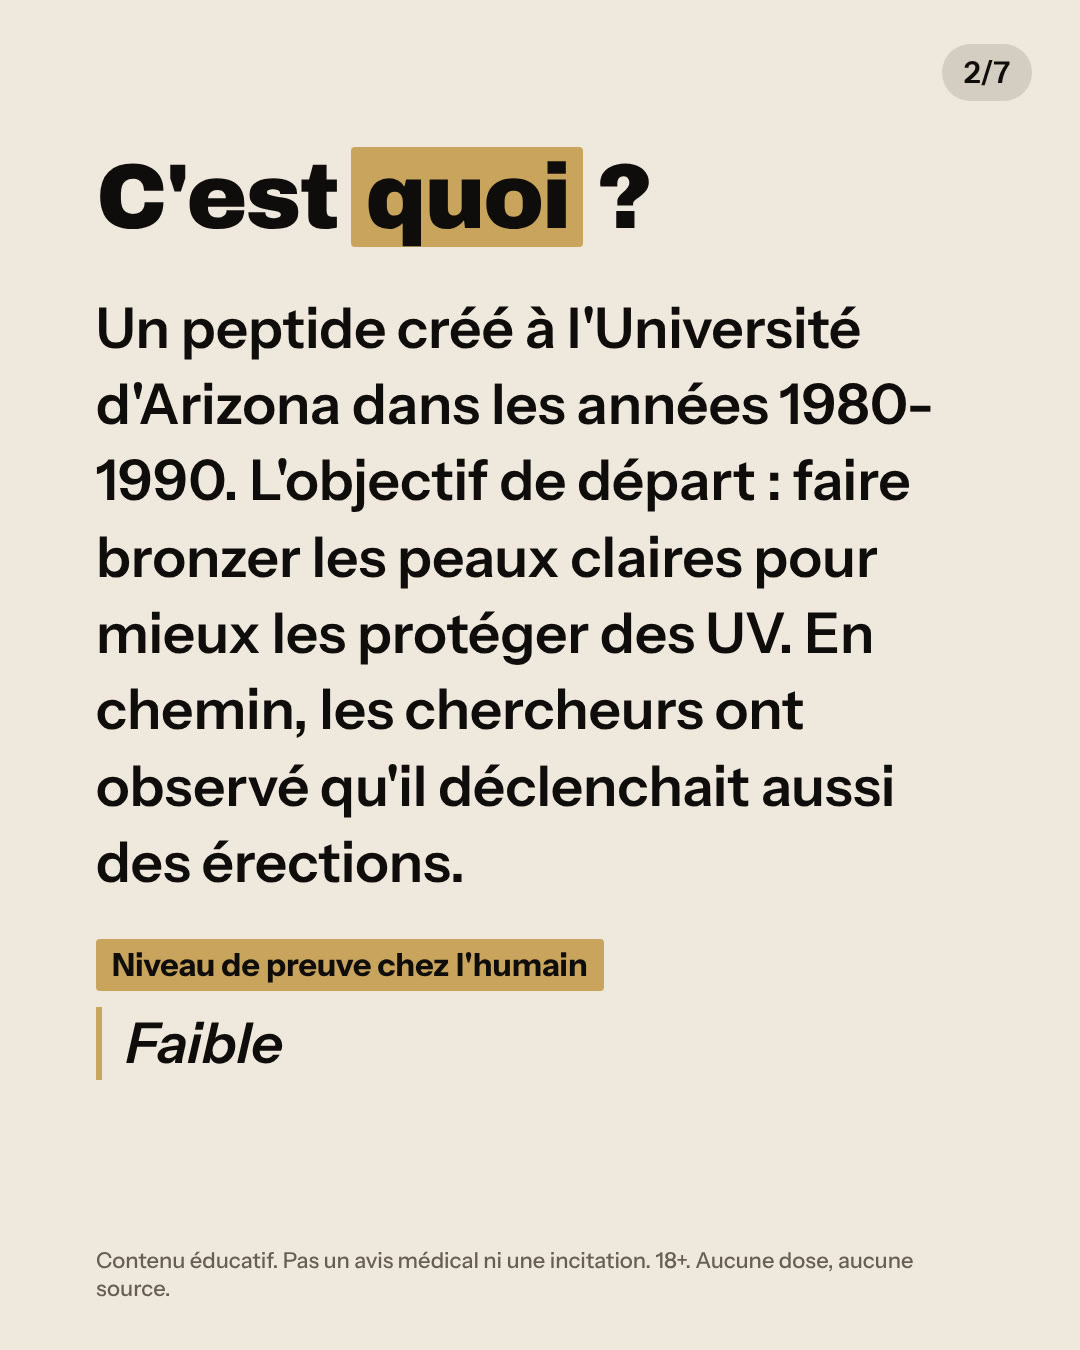 2/7
C'est quoi ?
Un peptide créé à l'Université
d'Arizona dans les années 1980-
1990. L'objectif de départ : faire
bronzer les peaux claires pour
mieux les protéger des UV. En
chemin, les chercheurs ont
observé qu'il déclenchait aussi
des érections.
Niveau de preuve chez l'humain
Faible
Contenu éducatif. Pas un avis médical ni une incitation. 18+. Aucune dose, aucune
source.